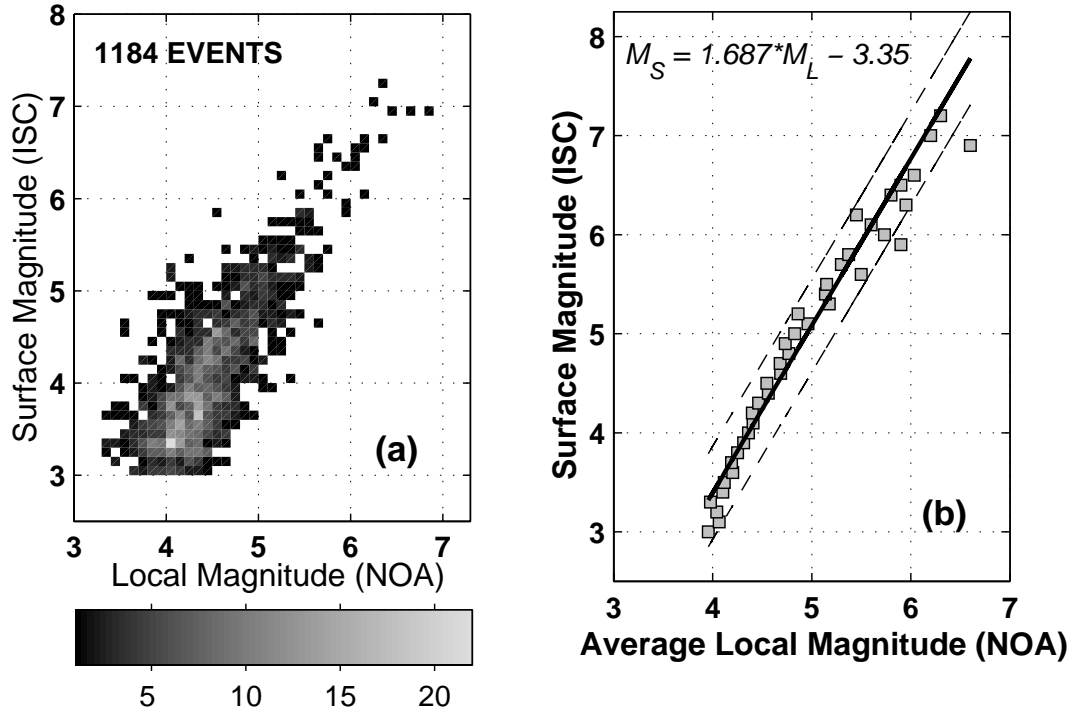 1184 EVENTS
8
7
6
5
4
3
Surface Magnitude (ISC)
(a)
3 4 5 6 7
Local Magnitude (NOA)
5 10 15 20
M_S = 1.687*M_L − 3.35
8
7
6
5
4
3
Surface Magnitude (ISC)
(b)
3 4 5 6 7
Average Local Magnitude (NOA)